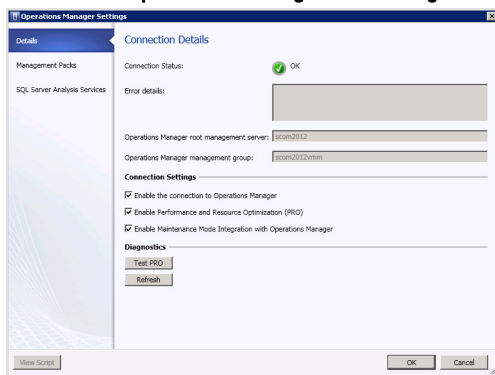 Operations Manager Settings
Details
Management Packs
SQL Server Analysis Services
Connection Details
Connection Status: OK
Error details:
Operations Manager root management server: scom2012
Operations Manager management group: scom2012vmm
Connection Settings
Enable the connection to Operations Manager
Enable Performance and Resource Optimization (PRO)
Enable Maintenance Mode Integration with Operations Manager
Diagnostics
Test PRO
Refresh
View Script
OK Cancel